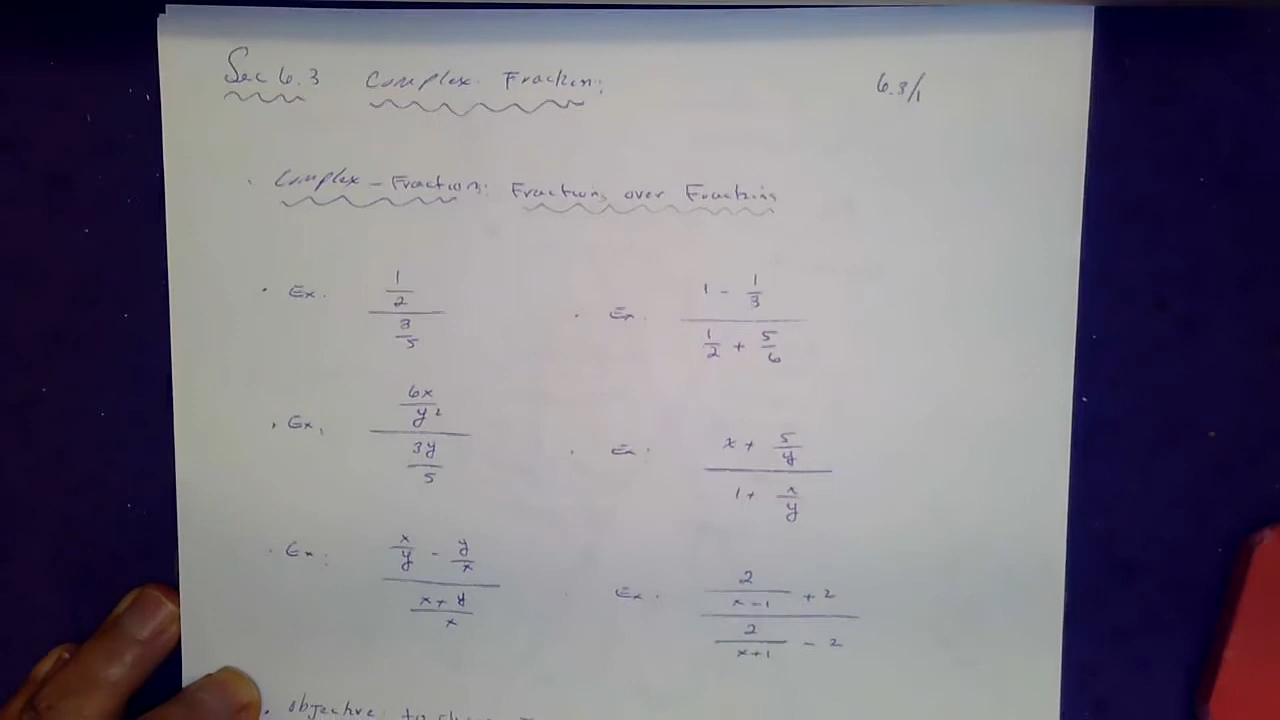 Sec 6.3 Complex Fractions 6.3/1
Complex-Fractions: Fractions over Fractions
Ex. (1/2)/(3/5) Ex. (1 - 1/3)/(1/2 + 5/6)
Ex. (6x/y²)/(3y/5) Ex. (x + 5/y)/(1 + x/y)
Ex. (x/y - y/x)/((x+y)/x) Ex. (2/(x-1) + 2)/(2/(x+1) - 2)
objective to